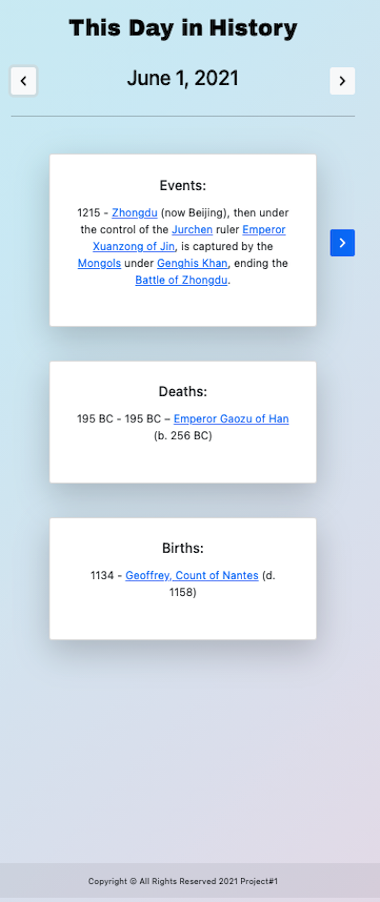 This Day in History
June 1, 2021
Events:
1215 - Zhongdu (now Beijing), then under
the control of the Jurchen ruler Emperor
Xuanzong of Jin, is captured by the
Mongols under Genghis Khan, ending the
Battle of Zhongdu.
Deaths:
195 BC - 195 BC – Emperor Gaozu of Han
(b. 256 BC)
Births:
1134 - Geoffrey, Count of Nantes (d.
1158)
Copyright © All Rights Reserved 2021 Project#1